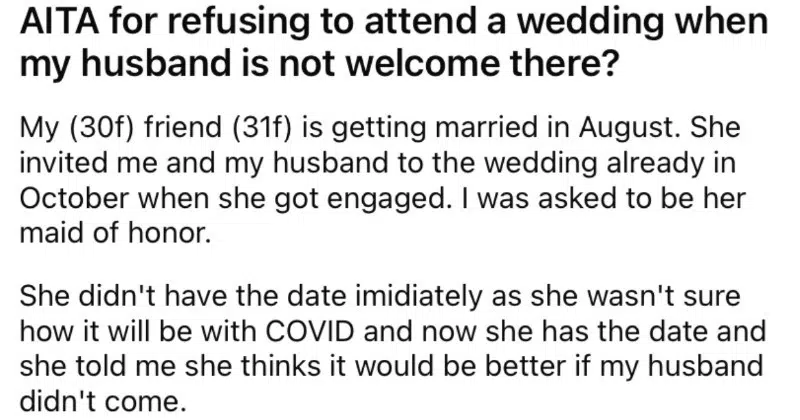 AITA for refusing to attend a wedding when
my husband is not welcome there?
My (30f) friend (31f) is getting married in August. She
invited me and my husband to the wedding already in
October when she got engaged. I was asked to be her
maid of honor.
She didn't have the date imidiately as she wasn't sure
how it will be with COVID and now she has the date and
she told me she thinks it would be better if my husband
didn't come.